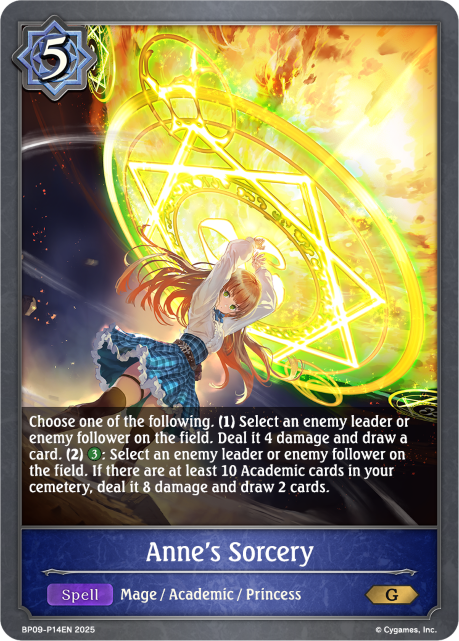 5
Choose one of the following. (1) Select an enemy leader or
enemy follower on the field. Deal it 4 damage and draw a
card. (2) 3: Select an enemy leader or enemy follower on
the field. If there are at least 10 Academic cards in your
cemetery, deal it 8 damage and draw 2 cards.
Anne's Sorcery
Spell Mage / Academic / Princess G
BP09-P14EN 2025 © Cygames, Inc.